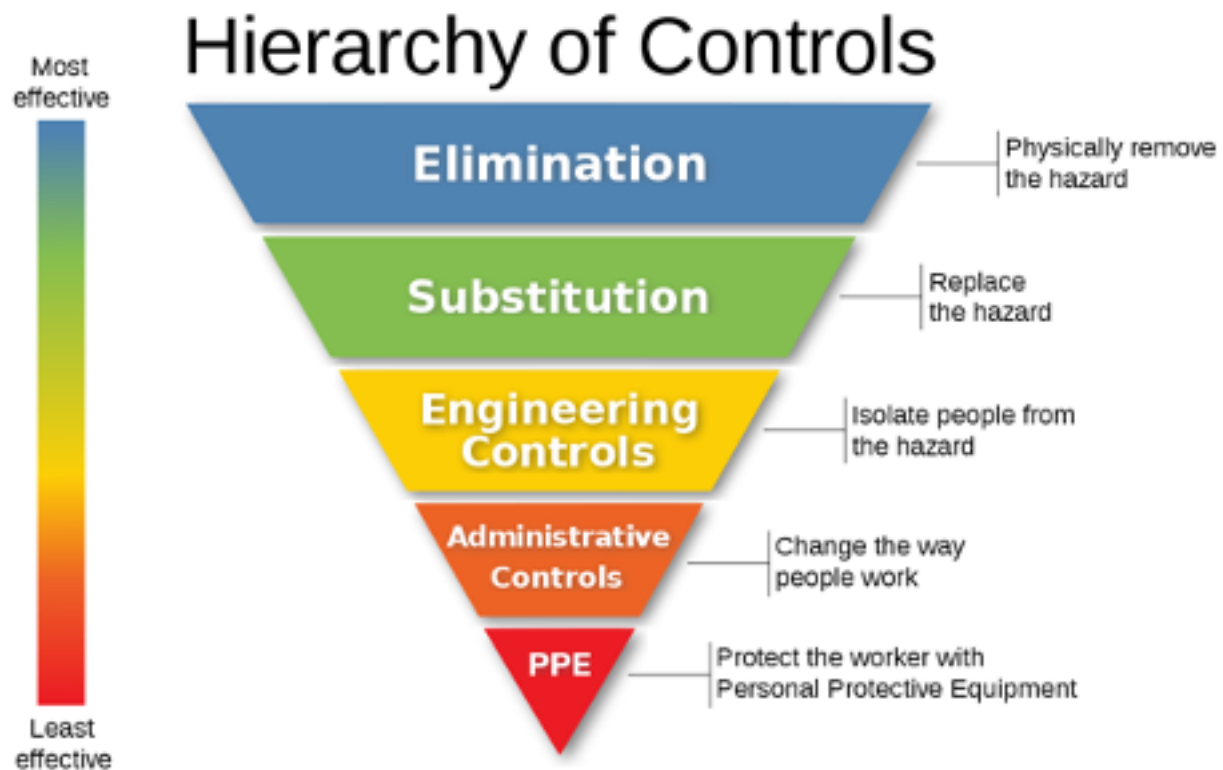 Hierarchy of Controls
Most
effective
Elimination
Physically remove
the hazard
Substitution
Replace
the hazard
Engineering
Controls
Isolate people from
the hazard
Administrative
Controls
Change the way
people work
PPE
Protect the worker with
Personal Protective Equipment
Least
effective